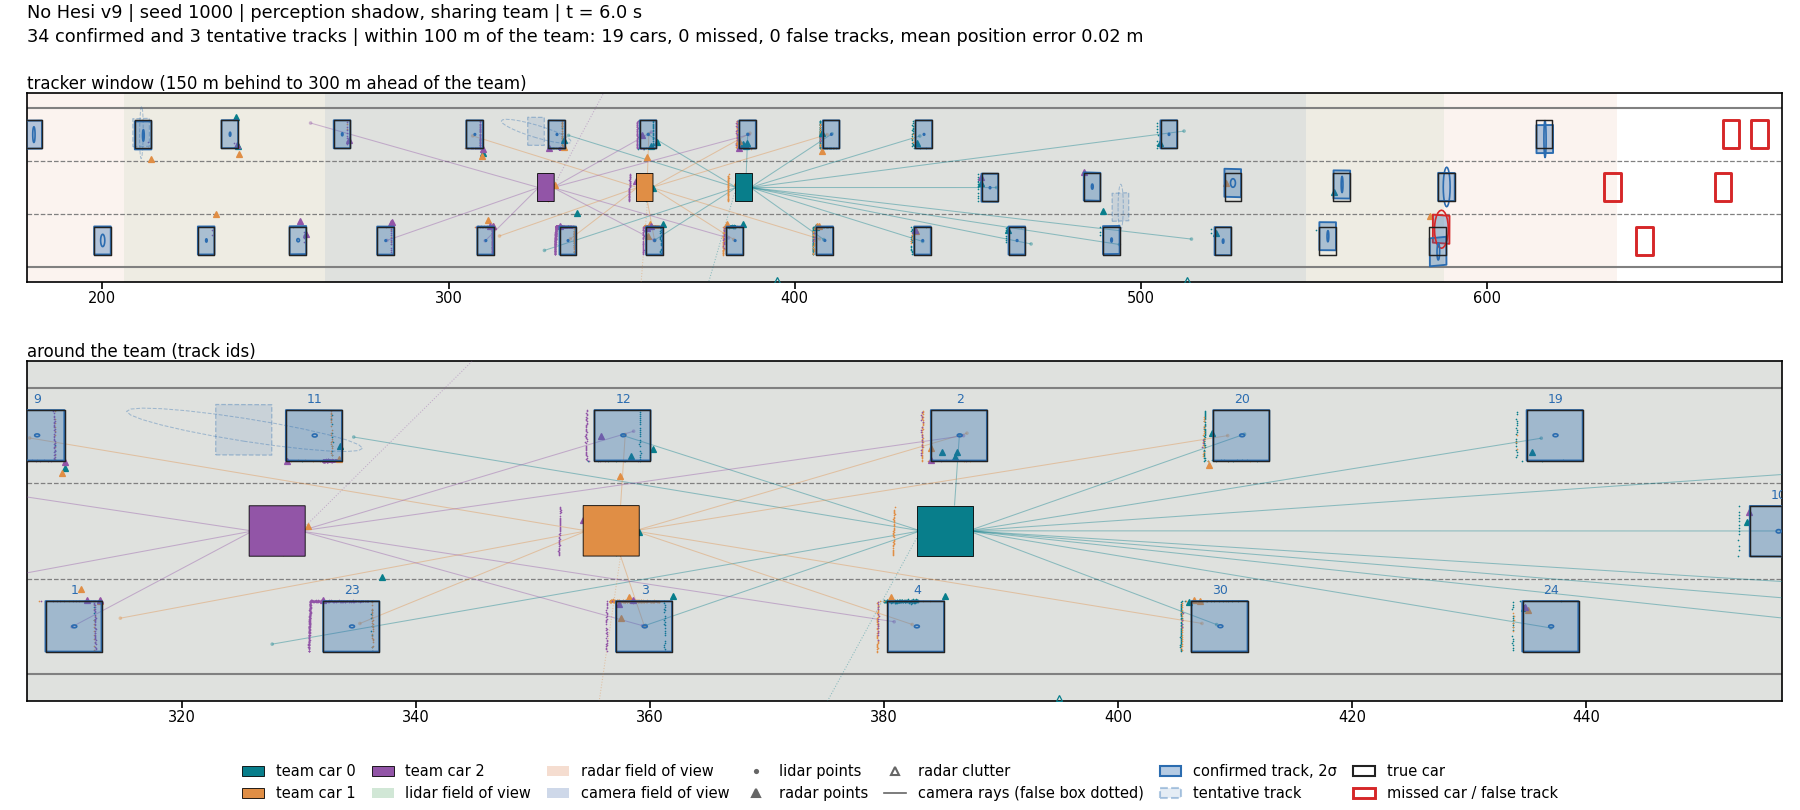 No Hesi v9 | seed 1000 | perception shadow, sharing team | t = 6.0 s
34 confirmed and 3 tentative tracks | within 100 m of the team: 19 cars, 0 missed, 0 false tracks, mean position error 0.02 m
tracker window (150 m behind to 300 m ahead of the team)
200 300 400 500 600
around the team (track ids)
9 11 12 2 20 19
10
1 23 3 4 30 24
320 340 360 380 400 420 440
team car 0 team car 2 radar field of view lidar points radar clutter confirmed track, 2σ true car
team car 1 lidar field of view camera field of view radar points camera rays (false box dotted) tentative track missed car / false track